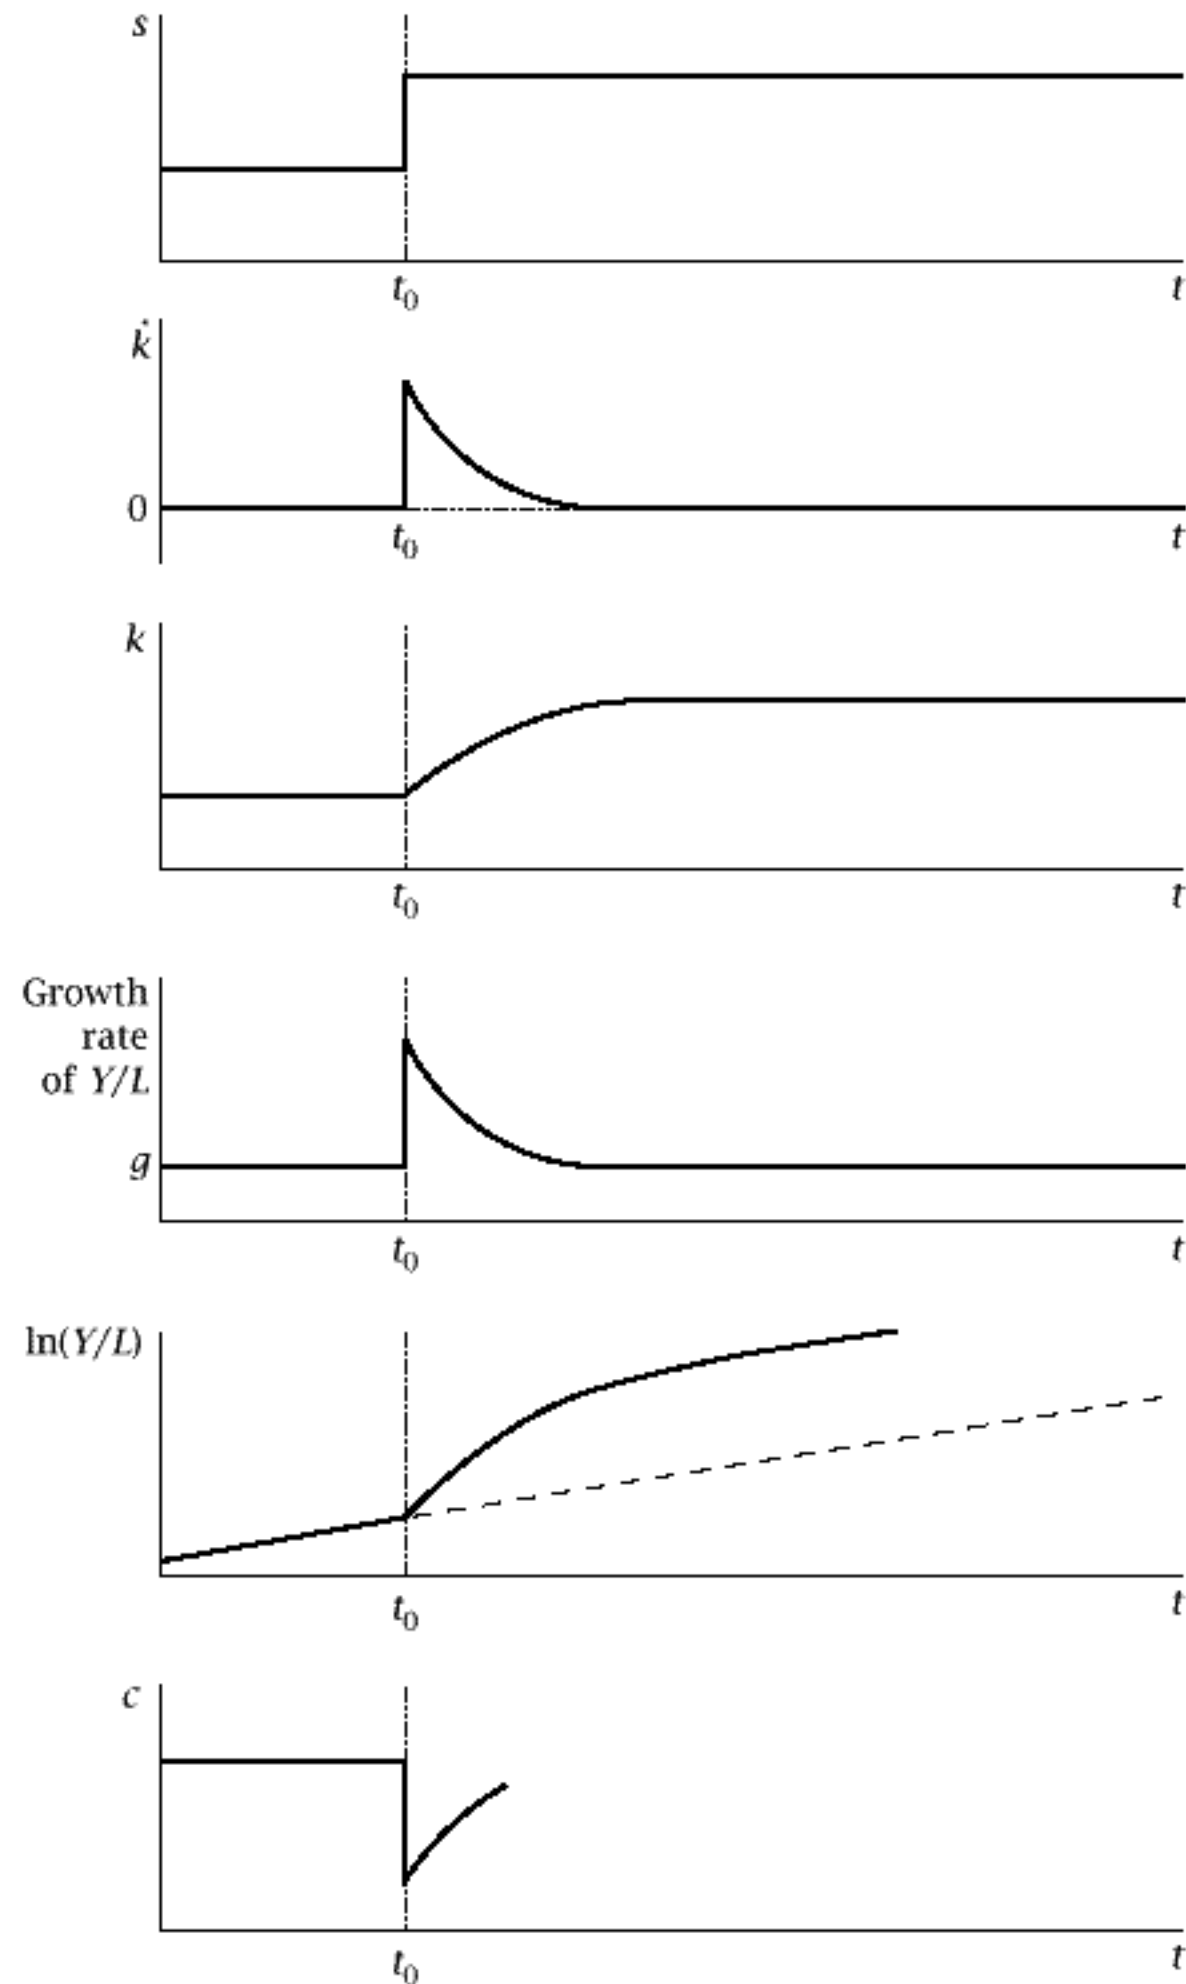 s
t₀ t
k̇
0
t₀ t
k
t₀ t
Growth
rate
of Y/L
g
t₀ t
ln(Y/L)
t₀ t
c
t₀ t